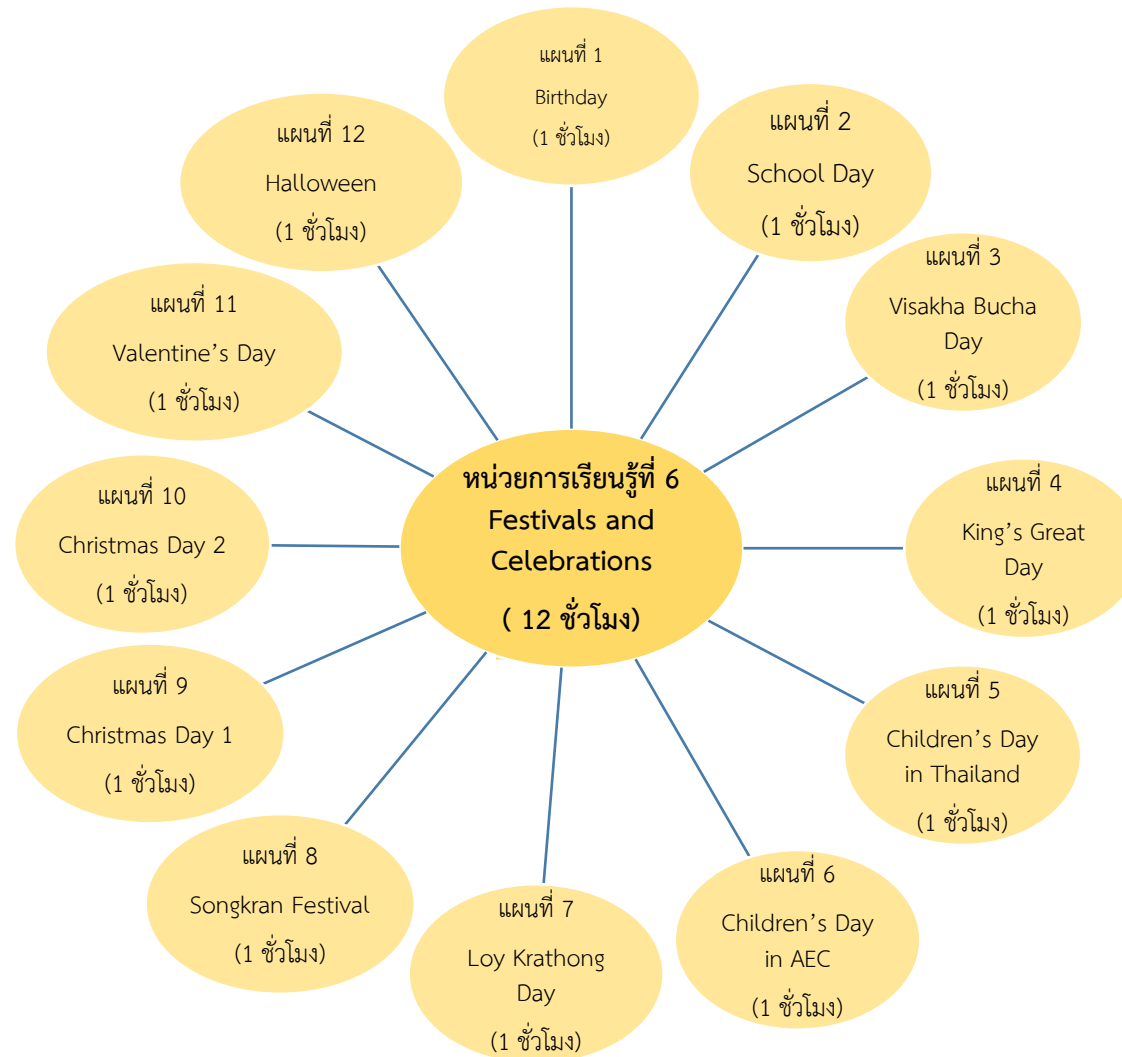 แผนที่ 1
Birthday
(1 ชั่วโมง)
แผนที่ 2
School Day
(1 ชั่วโมง)
แผนที่ 3
Visakha Bucha
Day
(1 ชั่วโมง)
แผนที่ 4
King’s Great
Day
(1 ชั่วโมง)
แผนที่ 5
Children’s Day
in Thailand
(1 ชั่วโมง)
แผนที่ 6
Children’s Day
in AEC
(1 ชั่วโมง)
แผนที่ 7
Loy Krathong
Day
(1 ชั่วโมง)
แผนที่ 8
Songkran Festival
(1 ชั่วโมง)
แผนที่ 9
Christmas Day 1
(1 ชั่วโมง)
แผนที่ 10
Christmas Day 2
(1 ชั่วโมง)
แผนที่ 11
Valentine’s Day
(1 ชั่วโมง)
แผนที่ 12
Halloween
(1 ชั่วโมง)
หน่วยการเรียนรู้ที่ 6
Festivals and
Celebrations
( 12 ชั่วโมง)